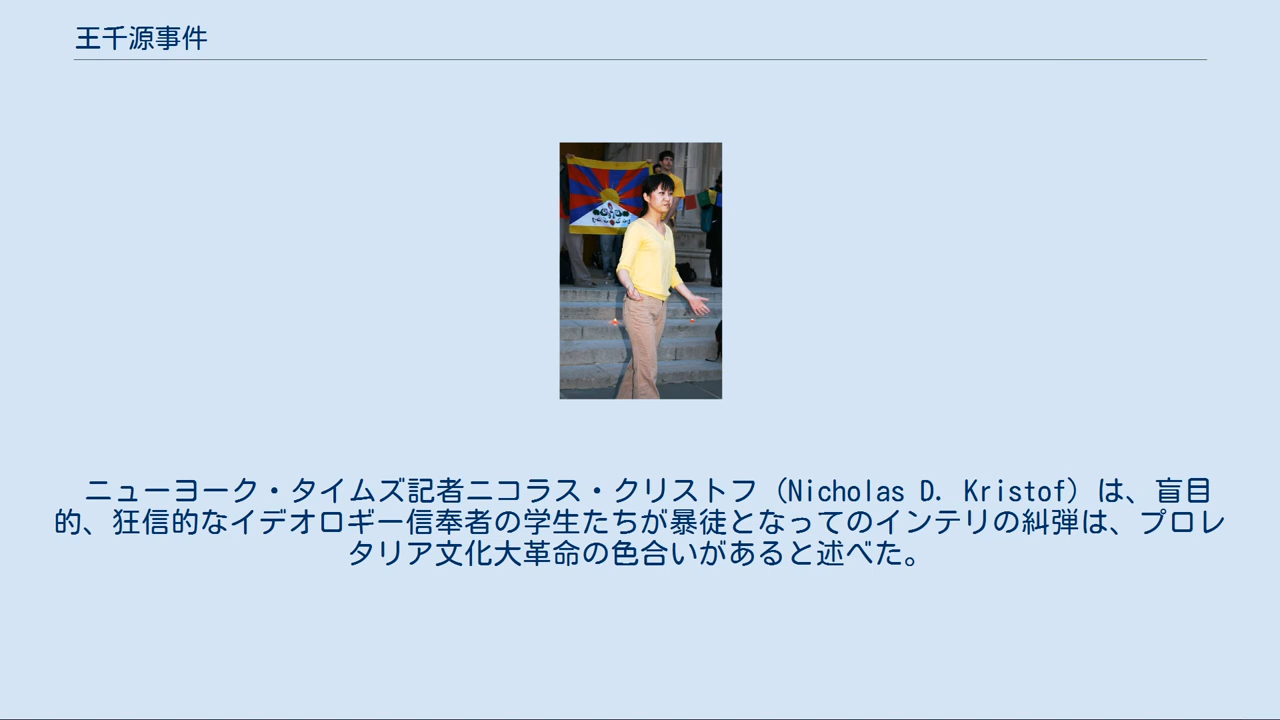 王千源事件
ニューヨーク・タイムズ記者ニコラス・クリストフ（Nicholas D. Kristof）は、盲目
的、狂信的なイデオロギー信奉者の学生たちが暴徒となってのインテリの糾弾は、プロレ
タリア文化大革命の色合いがあると述べた。